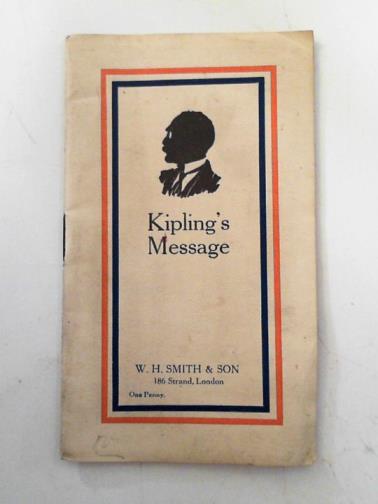 Kipling's
Message
W. H. SMITH & SON
186 Strand, London
One Penny.